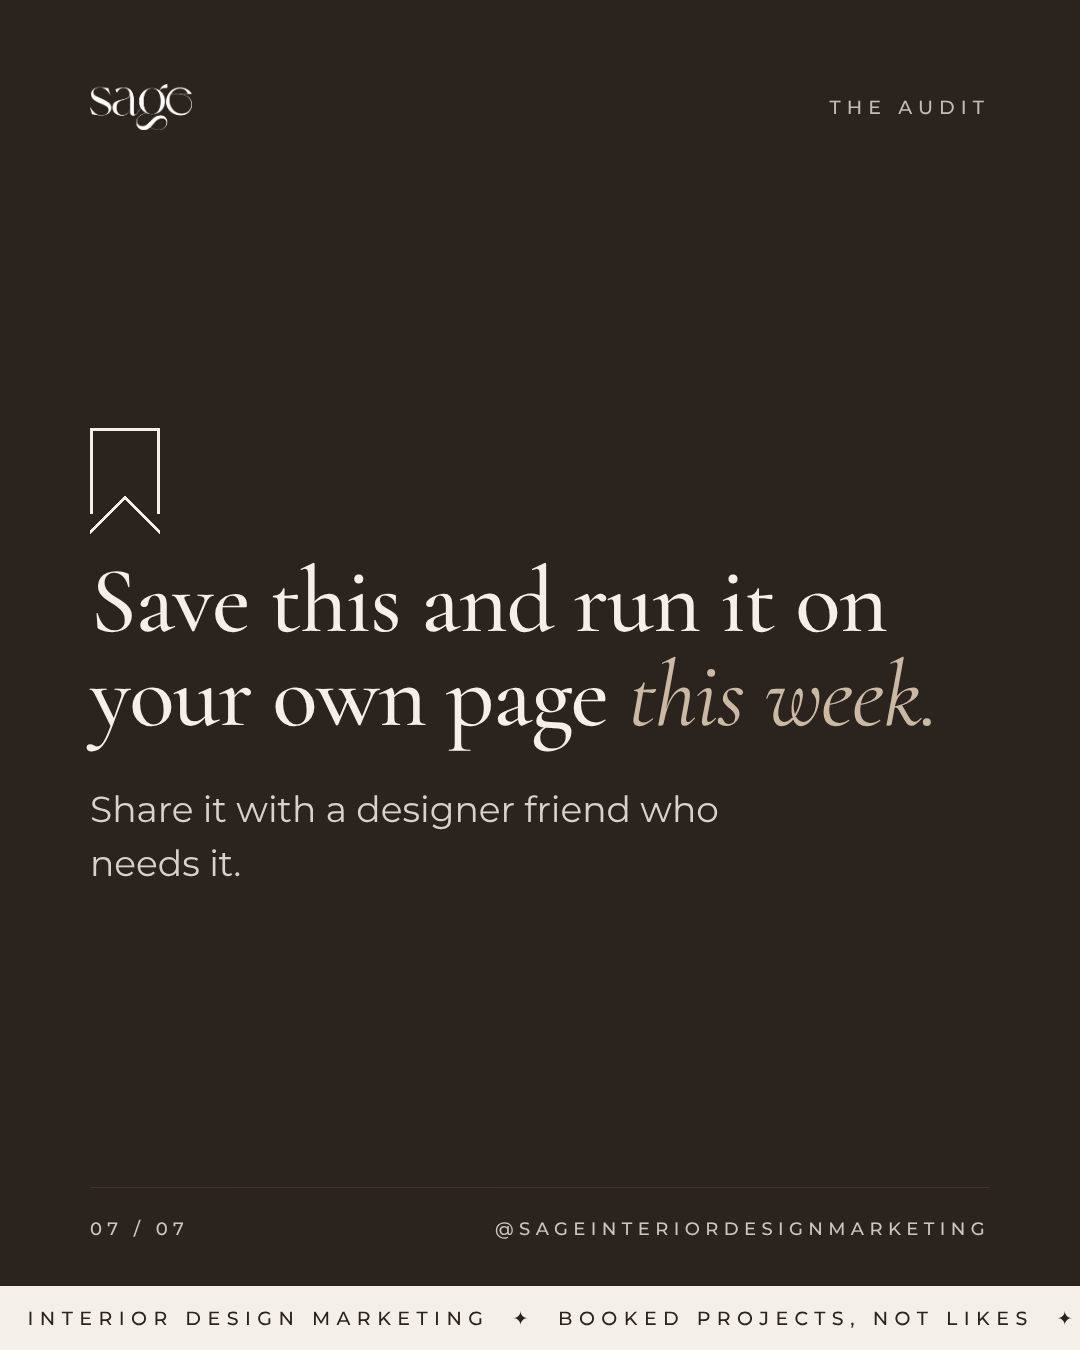 sage
THE AUDIT
Save this and run it on
your own page this week.
Share it with a designer friend who
needs it.
07 / 07
@SAGEINTERIORDESIGNMARKETING
INTERIOR DESIGN MARKETING ✦ BOOKED PROJECTS, NOT LIKES ✦